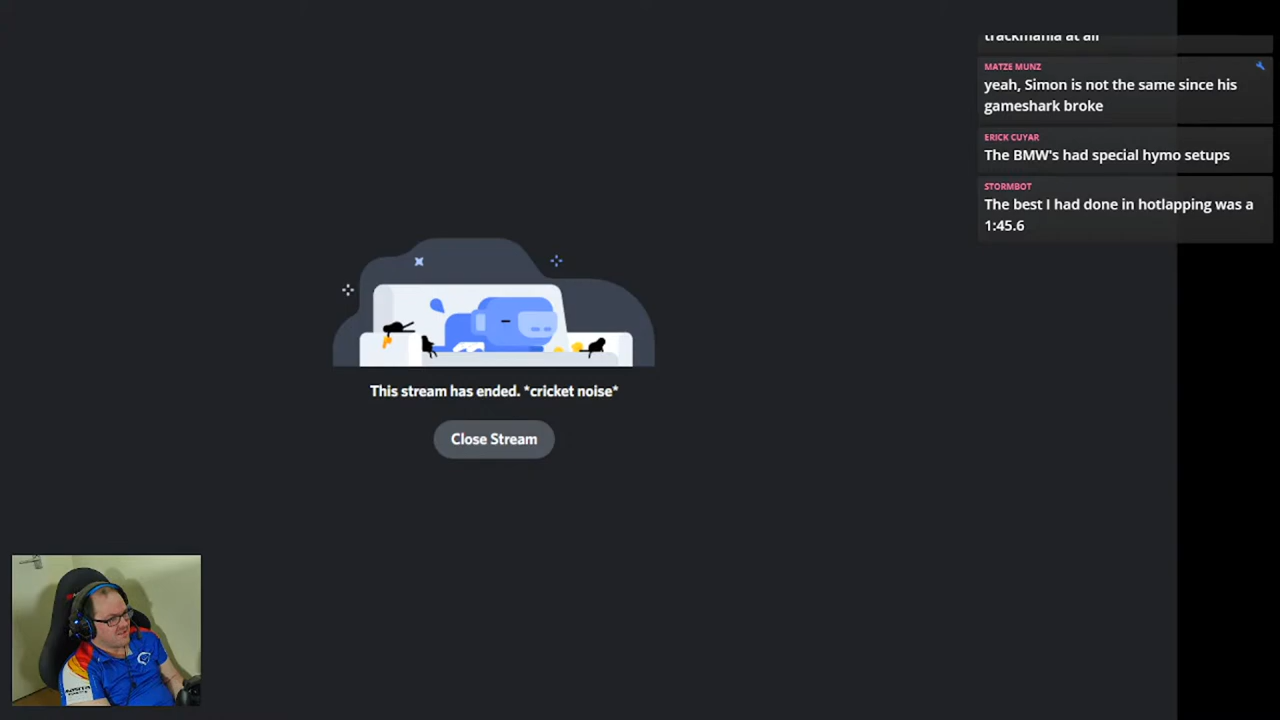 trackmania at all
MATZE MUNZ
yeah, Simon is not the same since his
gameshark broke
ERICK CUYAR
The BMW's had special hymo setups
STORMBOT
The best I had done in hotlapping was a
1:45.6
This stream has ended. *cricket noise*
Close Stream